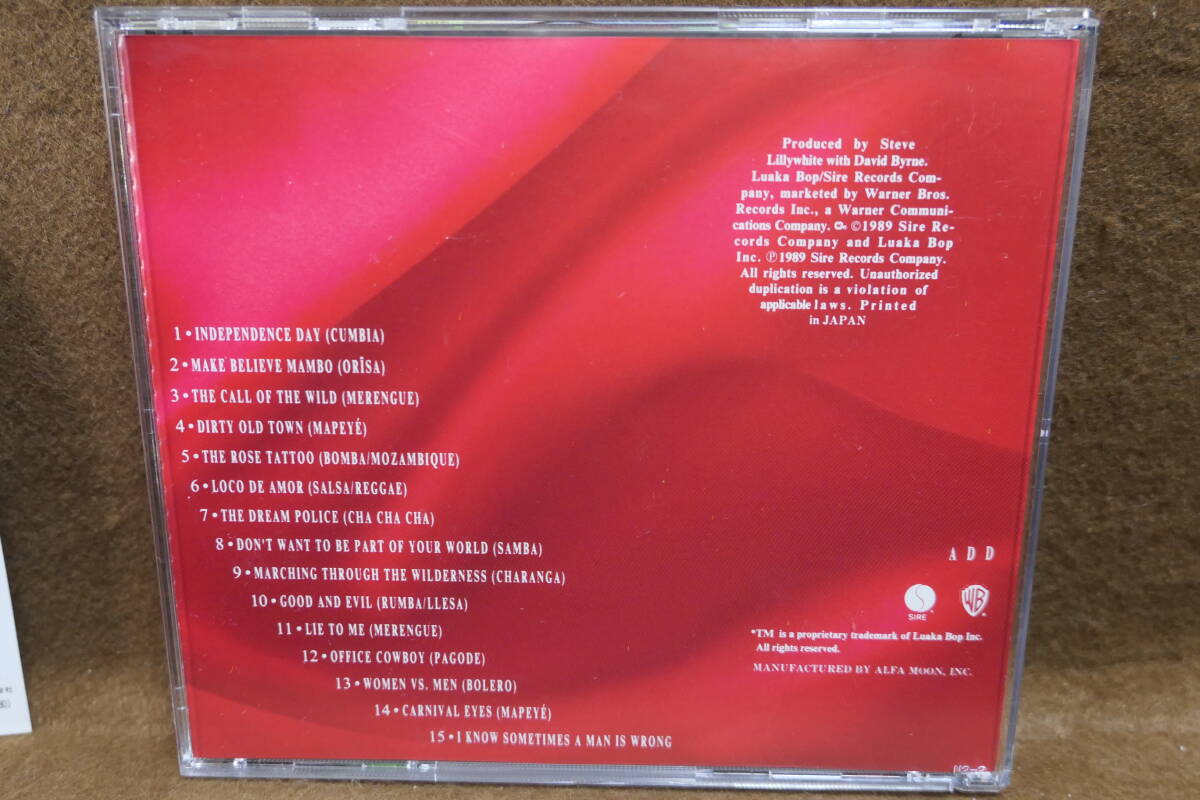 Produced by Steve
Lillywhite with David Byrne.
Luaka Bop/Sire Records Com-
pany, marketed by Warner Bros.
Records Inc., a Warner Communi-
cations Company. ©1989 Sire Re-
cords Company and Luaka Bop
Inc. ℗1989 Sire Records Company.
All rights reserved. Unauthorized
duplication is a violation of
applicable laws. Printed
in JAPAN
1•INDEPENDENCE DAY (CUMBIA)
2•MAKE BELIEVE MAMBO (ORĪSA)
3•THE CALL OF THE WILD (MERENGUE)
4•DIRTY OLD TOWN (MAPEYÉ)
5•THE ROSE TATTOO (BOMBA/MOZAMBIQUE)
6•LOCO DE AMOR (SALSA/REGGAE)
7•THE DREAM POLICE (CHA CHA CHA)
8•DON'T WANT TO BE PART OF YOUR WORLD (SAMBA)
9•MARCHING THROUGH THE WILDERNESS (CHARANGA)
10•GOOD AND EVIL (RUMBA/LLESA)
11•LIE TO ME (MERENGUE)
12•OFFICE COWBOY (PAGODE)
13•WOMEN VS. MEN (BOLERO)
14•CARNIVAL EYES (MAPEYÉ)
15•I KNOW SOMETIMES A MAN IS WRONG
A D D
SIRE
WB
*TM is a proprietary trademark of Luaka Bop Inc.
All rights reserved.
MANUFACTURED BY ALFA MOON, INC.